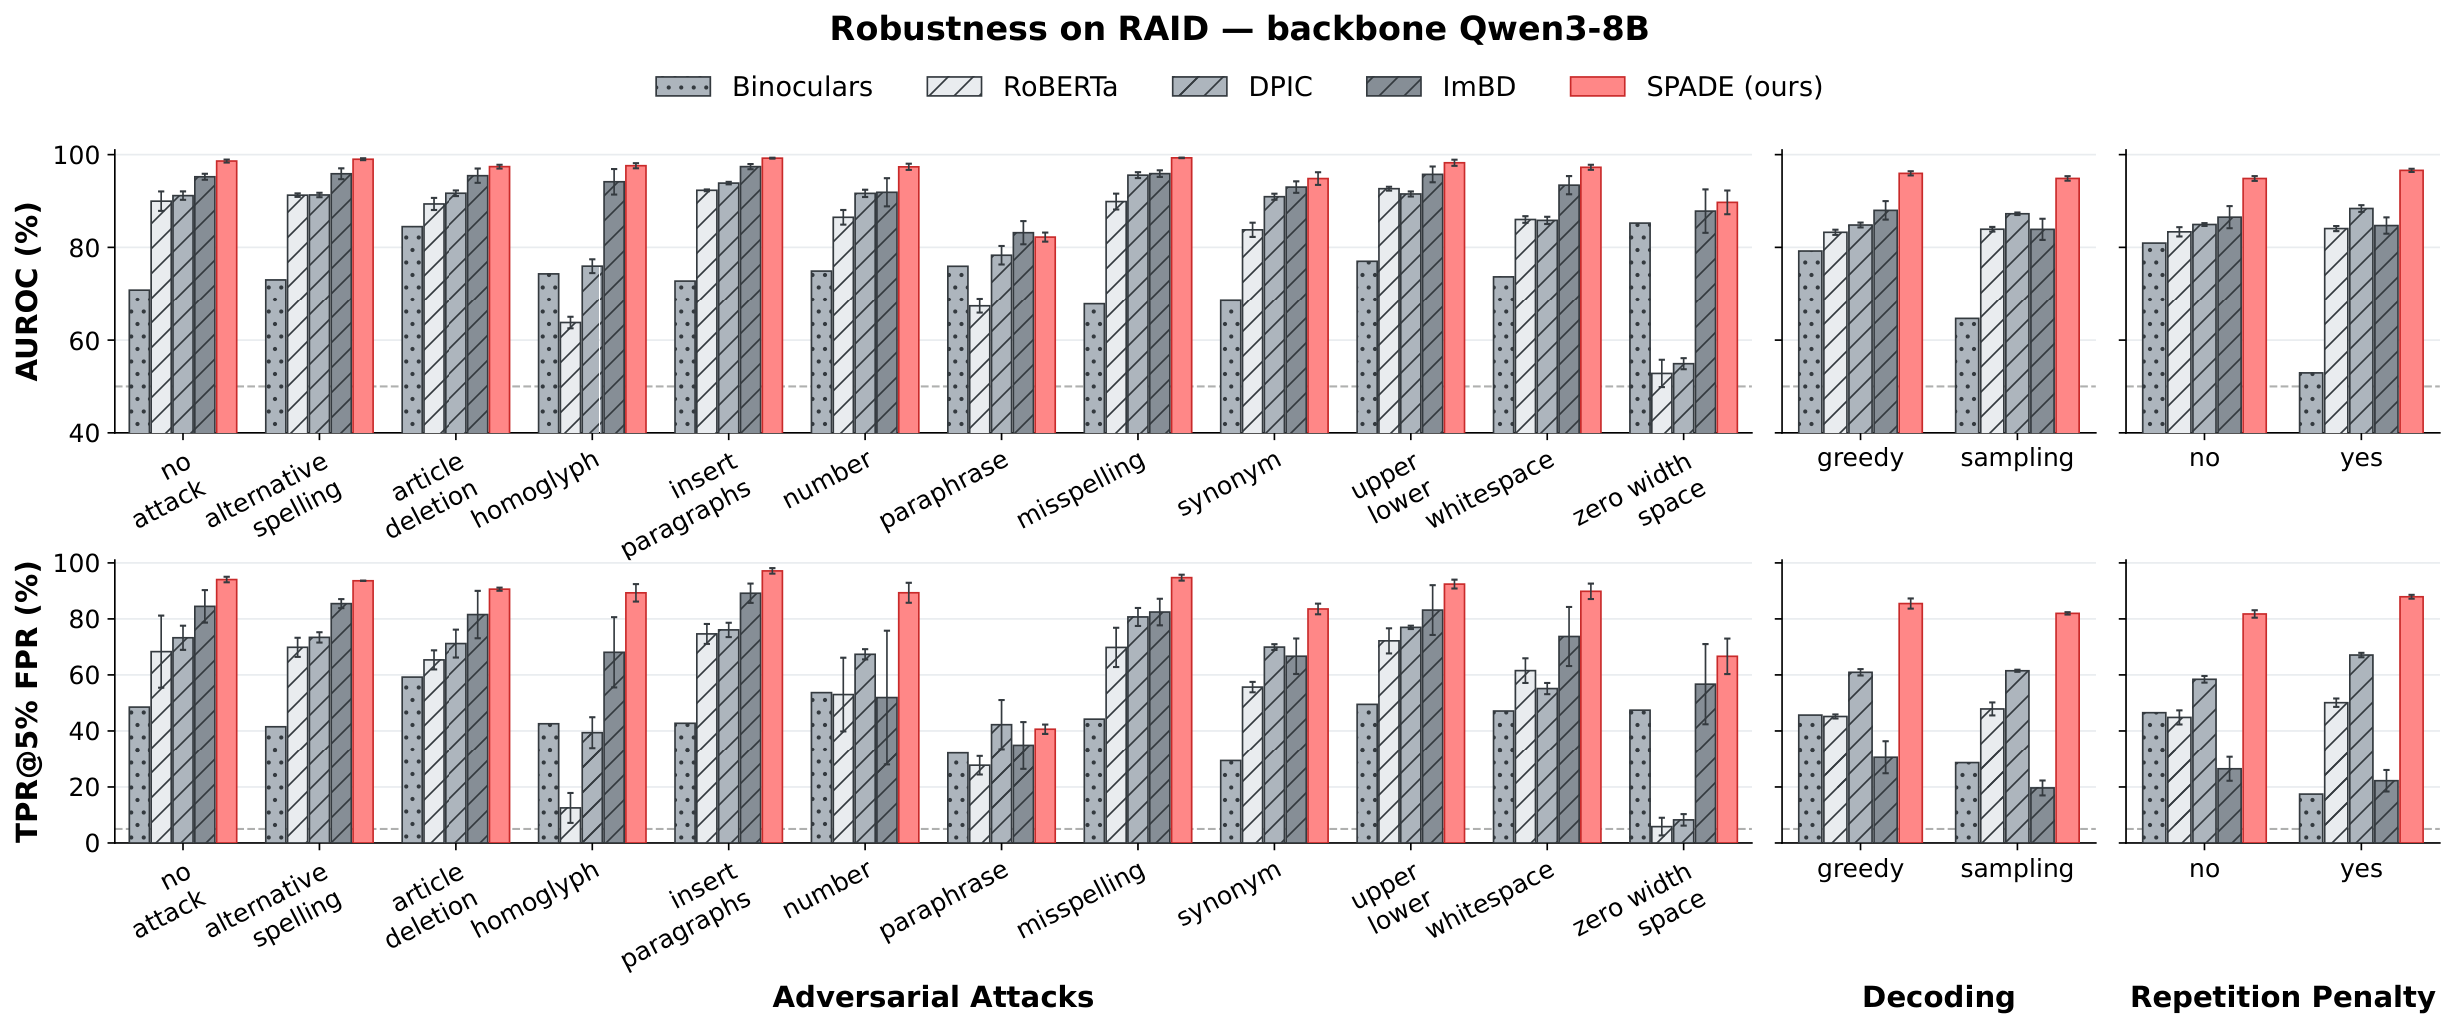 Robustness on RAID — backbone Qwen3-8B
Binoculars RoBERTa DPIC ImBD SPADE (ours)
AUROC (%)
100
80
60
40
no
attack
alternative
spelling
article
deletion
homoglyph
insert
paragraphs
number
paraphrase
misspelling
synonym
upper
lower
whitespace
zero width
space
greedy
sampling
no
yes
TPR@5% FPR (%)
100
80
60
40
20
0
no
attack
alternative
spelling
article
deletion
homoglyph
insert
paragraphs
number
paraphrase
misspelling
synonym
upper
lower
whitespace
zero width
space
greedy
sampling
no
yes
Adversarial Attacks
Decoding
Repetition Penalty